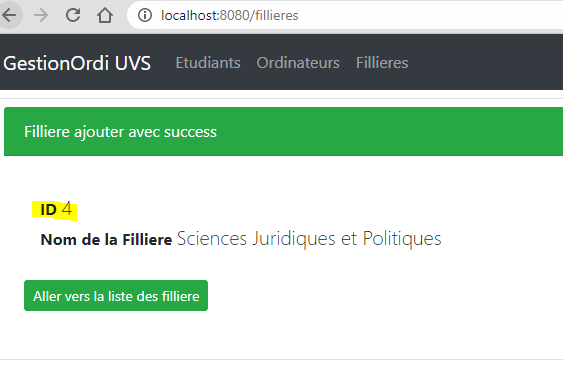 localhost:8080/fillieres
GestionOrdi UVS Etudiants Ordinateurs Fillieres
Filliere ajouter avec success
ID 4
Nom de la Filliere Sciences Juridiques et Politiques
Aller vers la liste des filliere